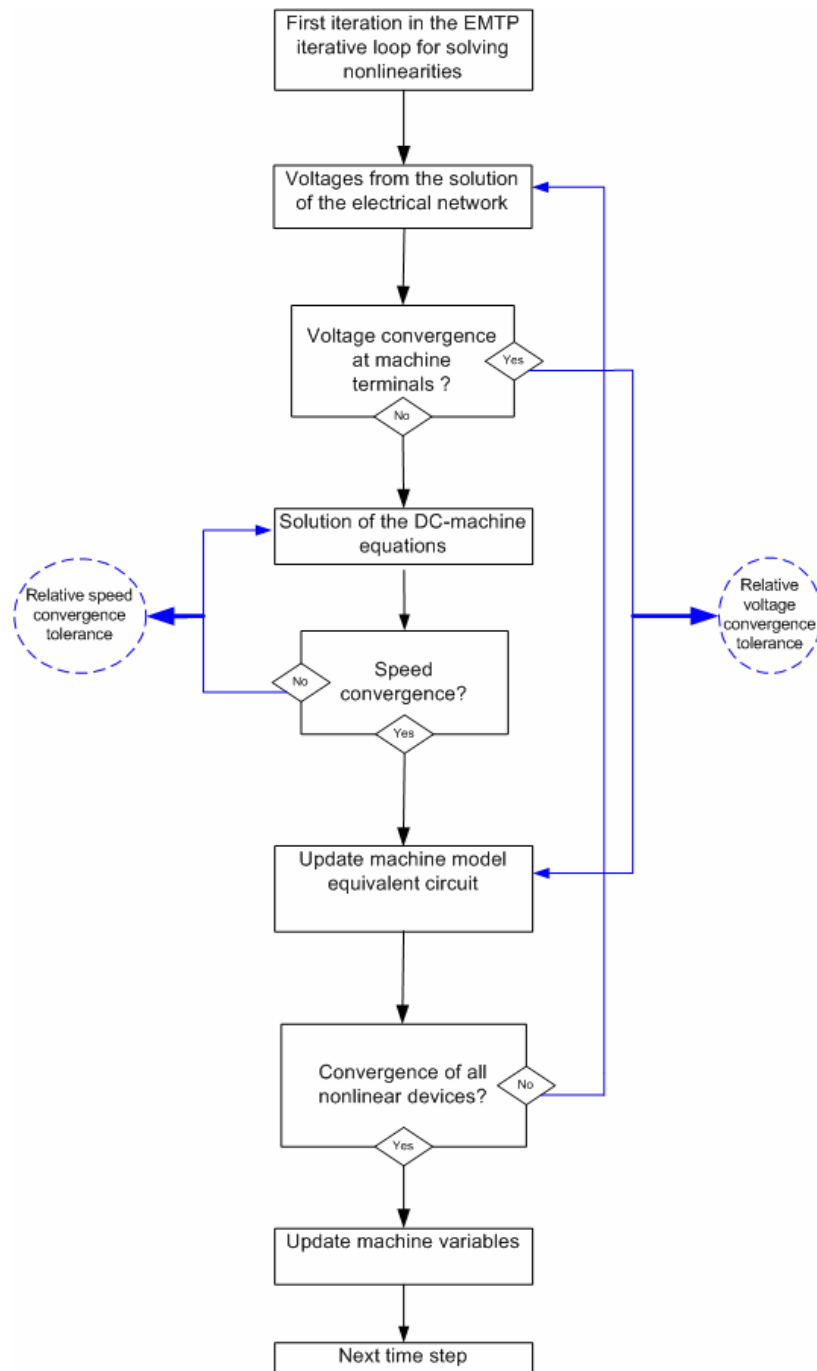 First iteration in the EMTP
iterative loop for solving
nonlinearities
Voltages from the solution
of the electrical network
Voltage convergence
at machine
terminals ?
Yes
No
Solution of the DC-machine
equations
Relative speed
convergence
tolerance
Relative
voltage
convergence
tolerance
Speed
convergence?
No
Yes
Update machine model
equivalent circuit
Convergence of all
nonlinear devices?
No
Yes
Update machine variables
Next time step